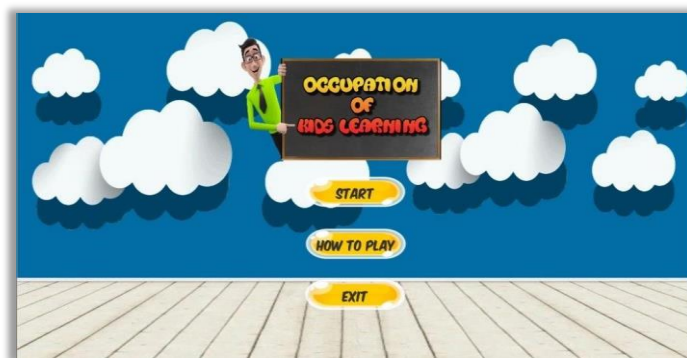 OCCUPATION
OF
KIDS LEARNING
START
HOW TO PLAY
EXIT